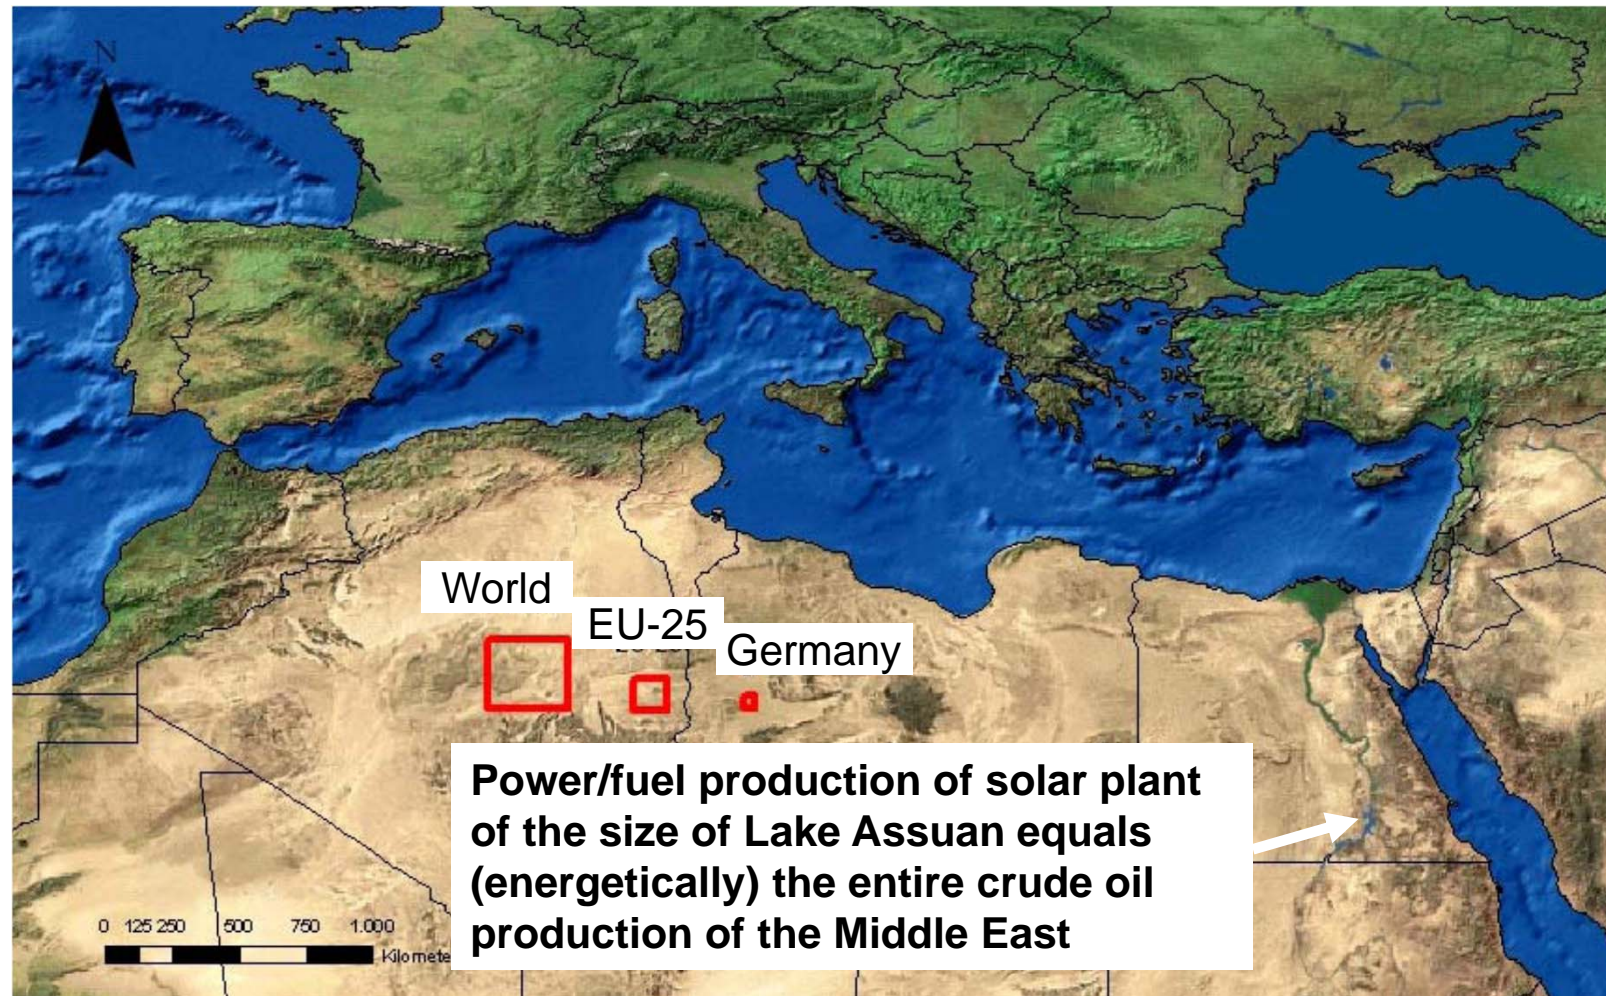 N
World
EU-25
Germany
Power/fuel production of solar plant
of the size of Lake Assuan equals
(energetically) the entire crude oil
production of the Middle East
0 125 250 500 750 1.000